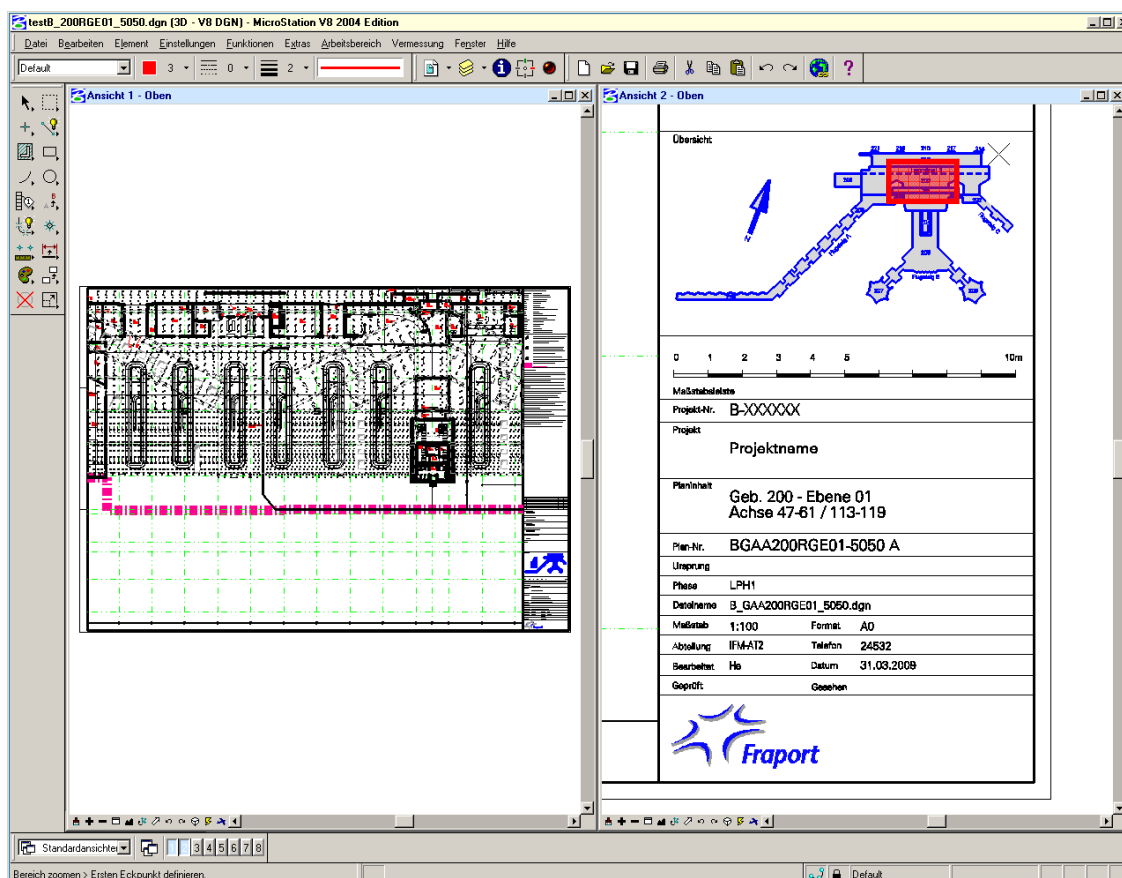 testB_200RGE01_5050.dgn (3D - V8 DGN) - MicroStation V8 2004 Edition
Datei Bearbeiten Element Einstellungen Funktionen Extras Arbeitsbereich Vermessung Fenster Hilfe
Default 3 0 2
Ansicht 1 - Oben
Ansicht 2 - Oben
Übersicht
0 1 2 3 4 5 10m
Maßstabsleiste
Projekt-Nr. B-XXXXXX
Projekt
Projektname
Planinhalt
Geb. 200 - Ebene 01
Achse 47-61 / 113-119
Plan-Nr. BGAA200RGE01-5050 A
Ursprung
Phase LPH1
Dateiname B_GAA200RGE01_5050.dgn
Maßstab 1:100 Format A0
Abteilung IFM-AT2 Telefon 24532
Bearbeitet He Datum 31.03.2009
Geprüft Gesehen
Fraport
Standardansichten 1 2 3 4 5 6 7 8
Bereich zoomen > Ersten Eckpunkt definieren.
Default